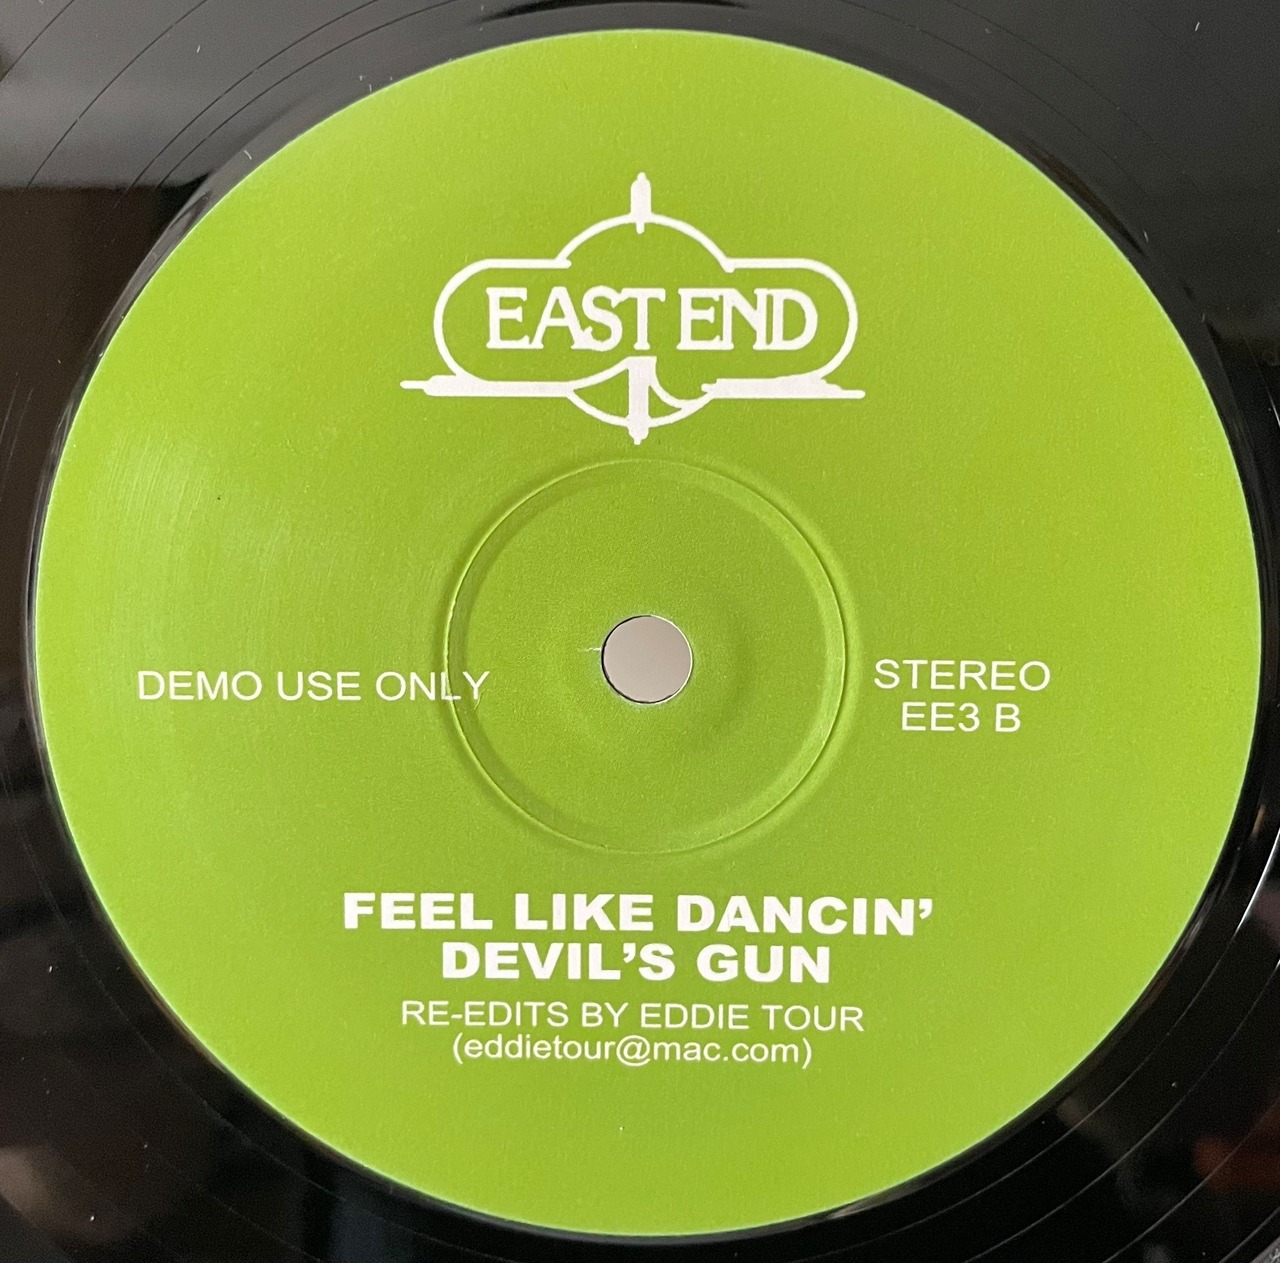 EAST END
DEMO USE ONLY
STEREO
EE3 B
FEEL LIKE DANCIN’
DEVIL’S GUN
RE-EDITS BY EDDIE TOUR
(eddietour@mac.com)